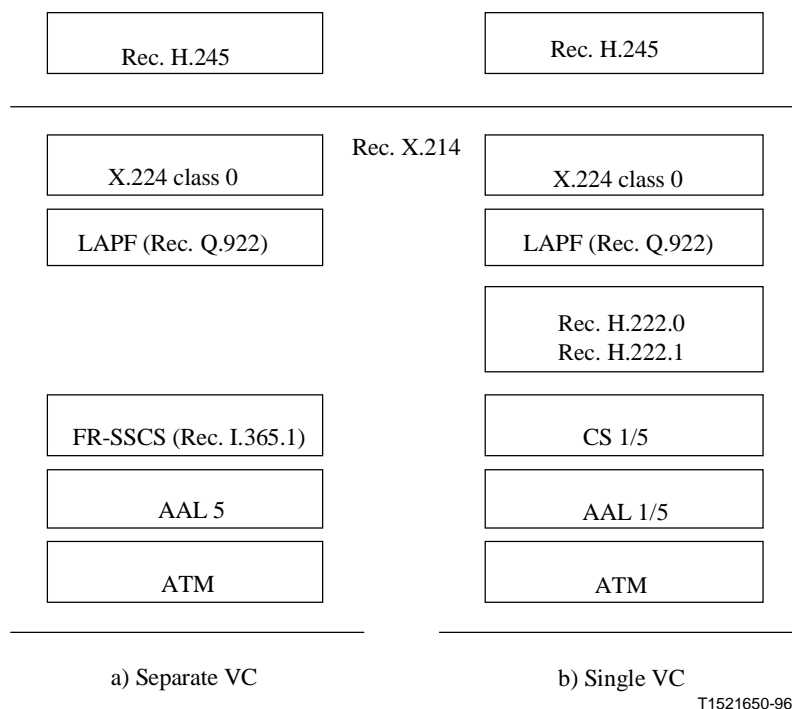 Rec. H.245
Rec. H.245
Rec. X.214
X.224 class 0
X.224 class 0
LAPF (Rec. Q.922)
LAPF (Rec. Q.922)
Rec. H.222.0
Rec. H.222.1
FR-SSCS (Rec. I.365.1)
CS 1/5
AAL 5
AAL 1/5
ATM
ATM
a) Separate VC
b) Single VC
T1521650-96